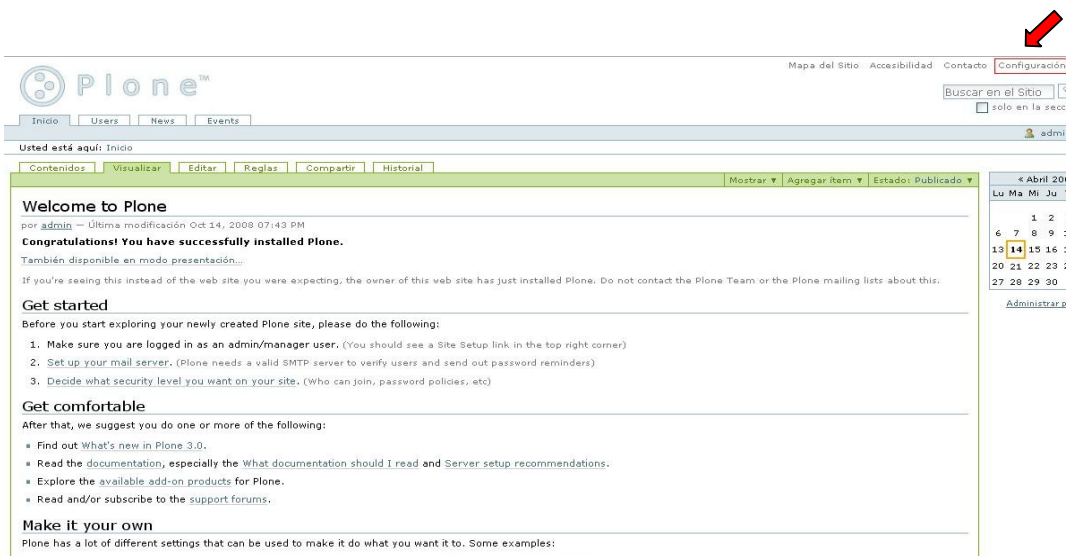 Mapa del Sitio Accesibilidad Contacto Configuración
Plone™
Buscar en el Sitio
solo en la secc
Inicio Users News Events
admi
Usted está aquí: Inicio
Contenidos Visualizar Editar Reglas Compartir Historial
Mostrar Agregar ítem Estado: Publicado
Welcome to Plone
por admin — Última modificación Oct 14, 2008 07:43 PM
Congratulations! You have successfully installed Plone.
También disponible en modo presentación...
If you're seeing this instead of the web site you were expecting, the owner of this web site has just installed Plone. Do not contact the Plone Team or the Plone mailing lists about this.
Get started
Before you start exploring your newly created Plone site, please do the following:
1. Make sure you are logged in as an admin/manager user. (You should see a Site Setup link in the top right corner)
2. Set up your mail server. (Plone needs a valid SMTP server to verify users and send out password reminders)
3. Decide what security level you want on your site. (Who can join, password policies, etc)
Get comfortable
After that, we suggest you do one or more of the following:
Find out What's new in Plone 3.0.
Read the documentation, especially the What documentation should I read and Server setup recommendations.
Explore the available add-on products for Plone.
Read and/or subscribe to the support forums.
Make it your own
Plone has a lot of different settings that can be used to make it do what you want it to. Some examples:
« Abril 20
Lu Ma Mi Ju
1 2
6 7 8 9
13 14 15 16
20 21 22 23
27 28 29 30
Administrar p